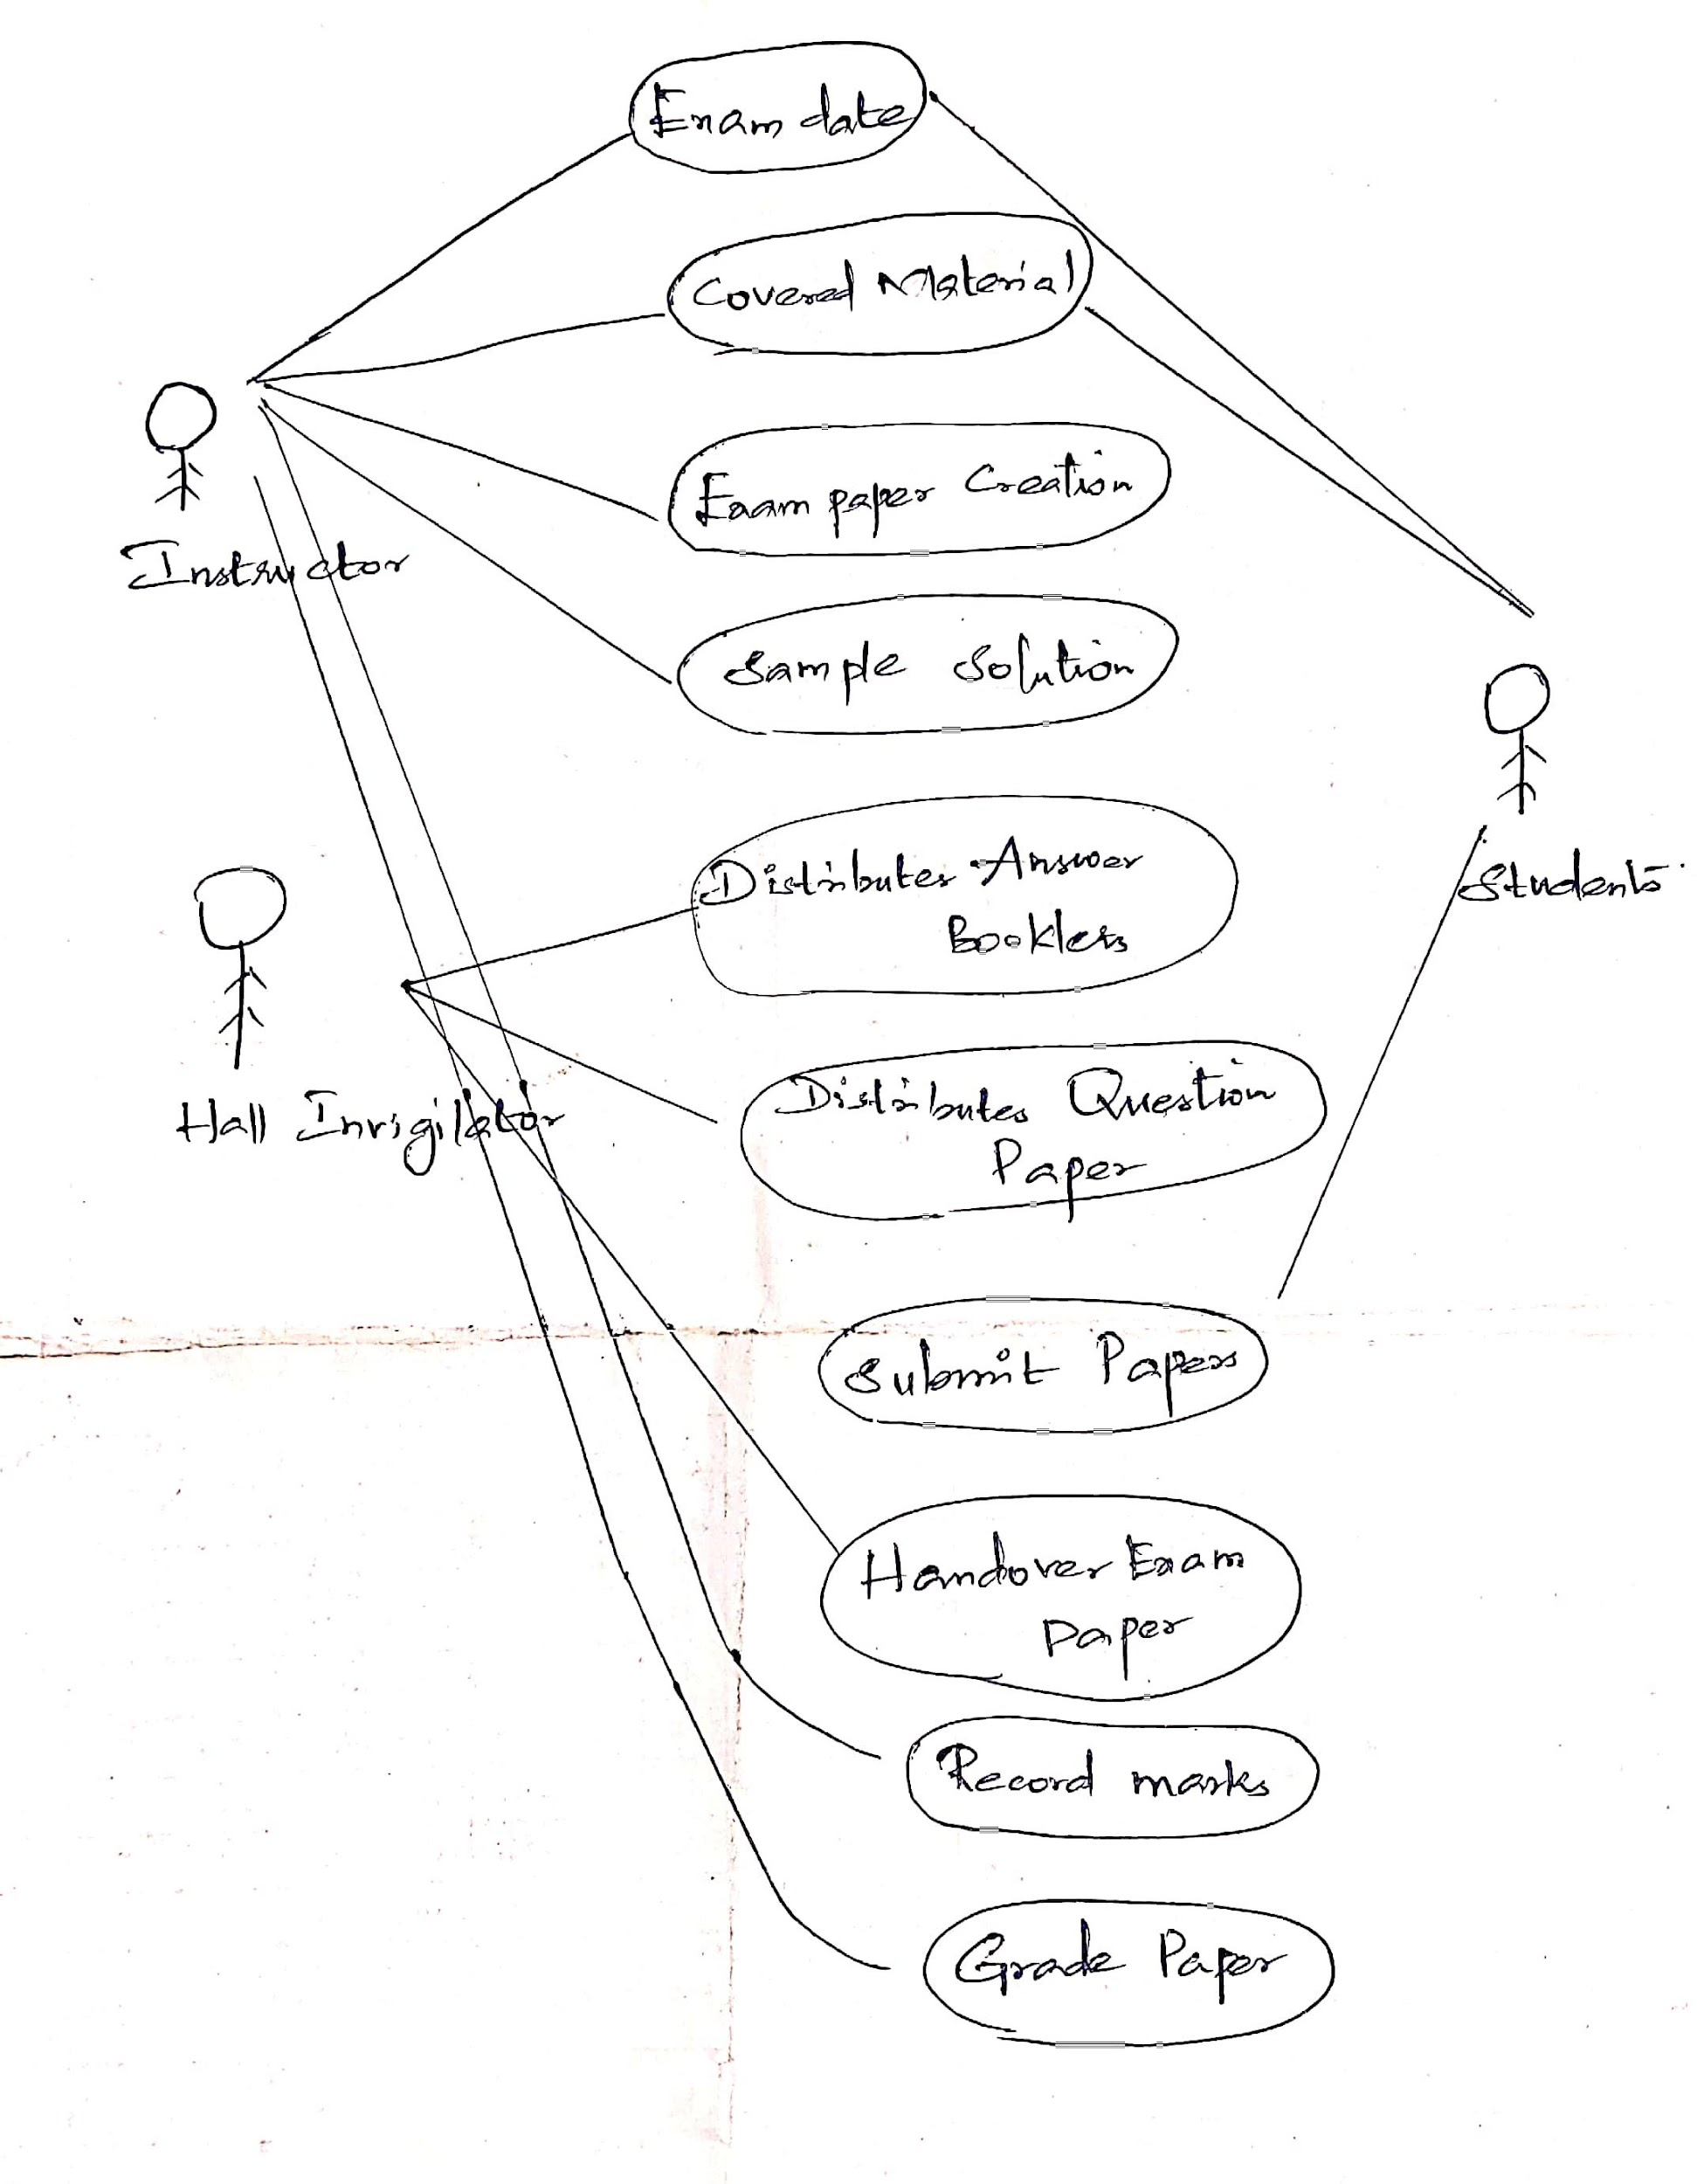 Exam date
Covered Material
Exam paper Creation
Instructor
Sample Solution
Distributes Answer
Booklets
Students
Distributes Question
Paper
Hall Invigilator
Submit Papers
Handover Exam
Paper
Record marks
Grade Paper